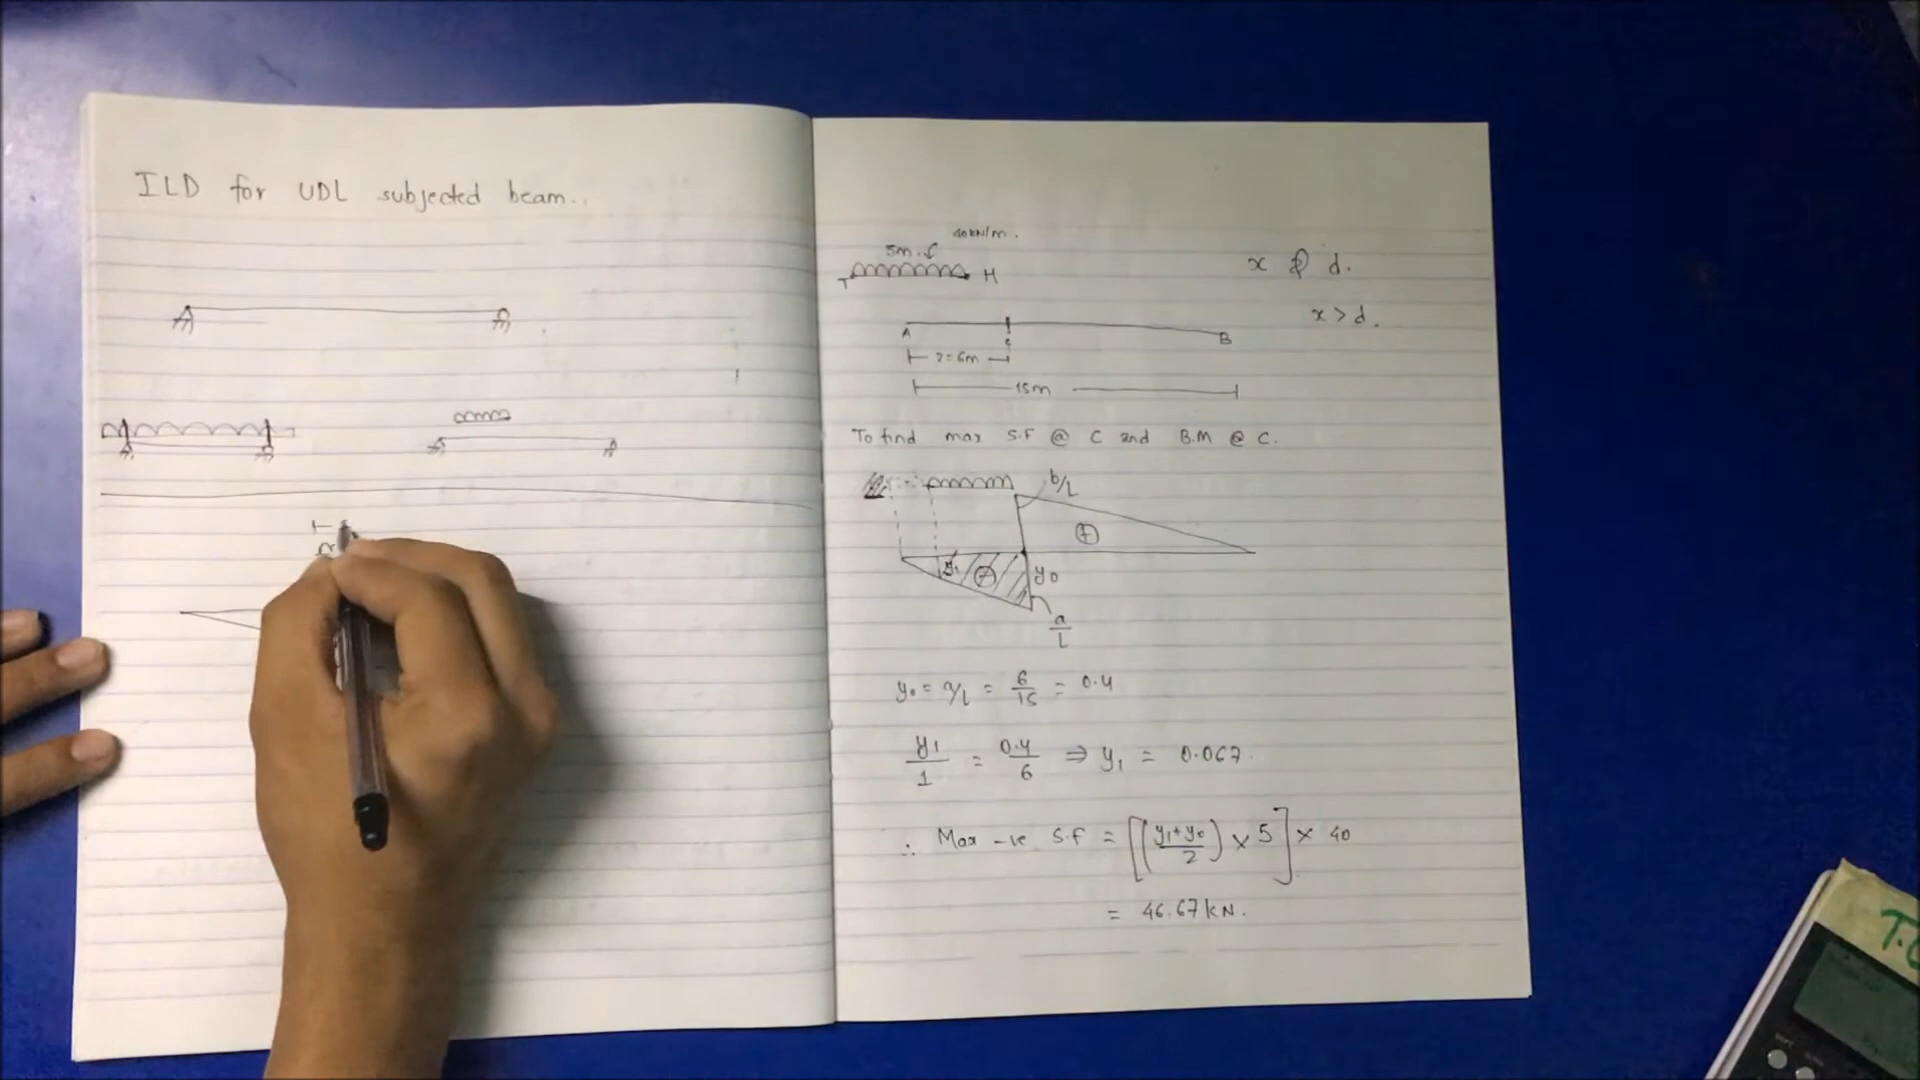 ILD for UDL subjected beam..
40kN/m.
5m.
T H
x d.
x > d.
A C B
2=6m
15m
To find max S.F @ C and B.M @ C.
b/L
+
y1 - y0
a/L
y0 = a/L = 6/15 = 0.4
y1/1 = 0.4/6 ⇒ y1 = 0.067.
∴ Max -ve S.F = [((y1+y0)/2) × 5] × 40
= 46.67 kN.